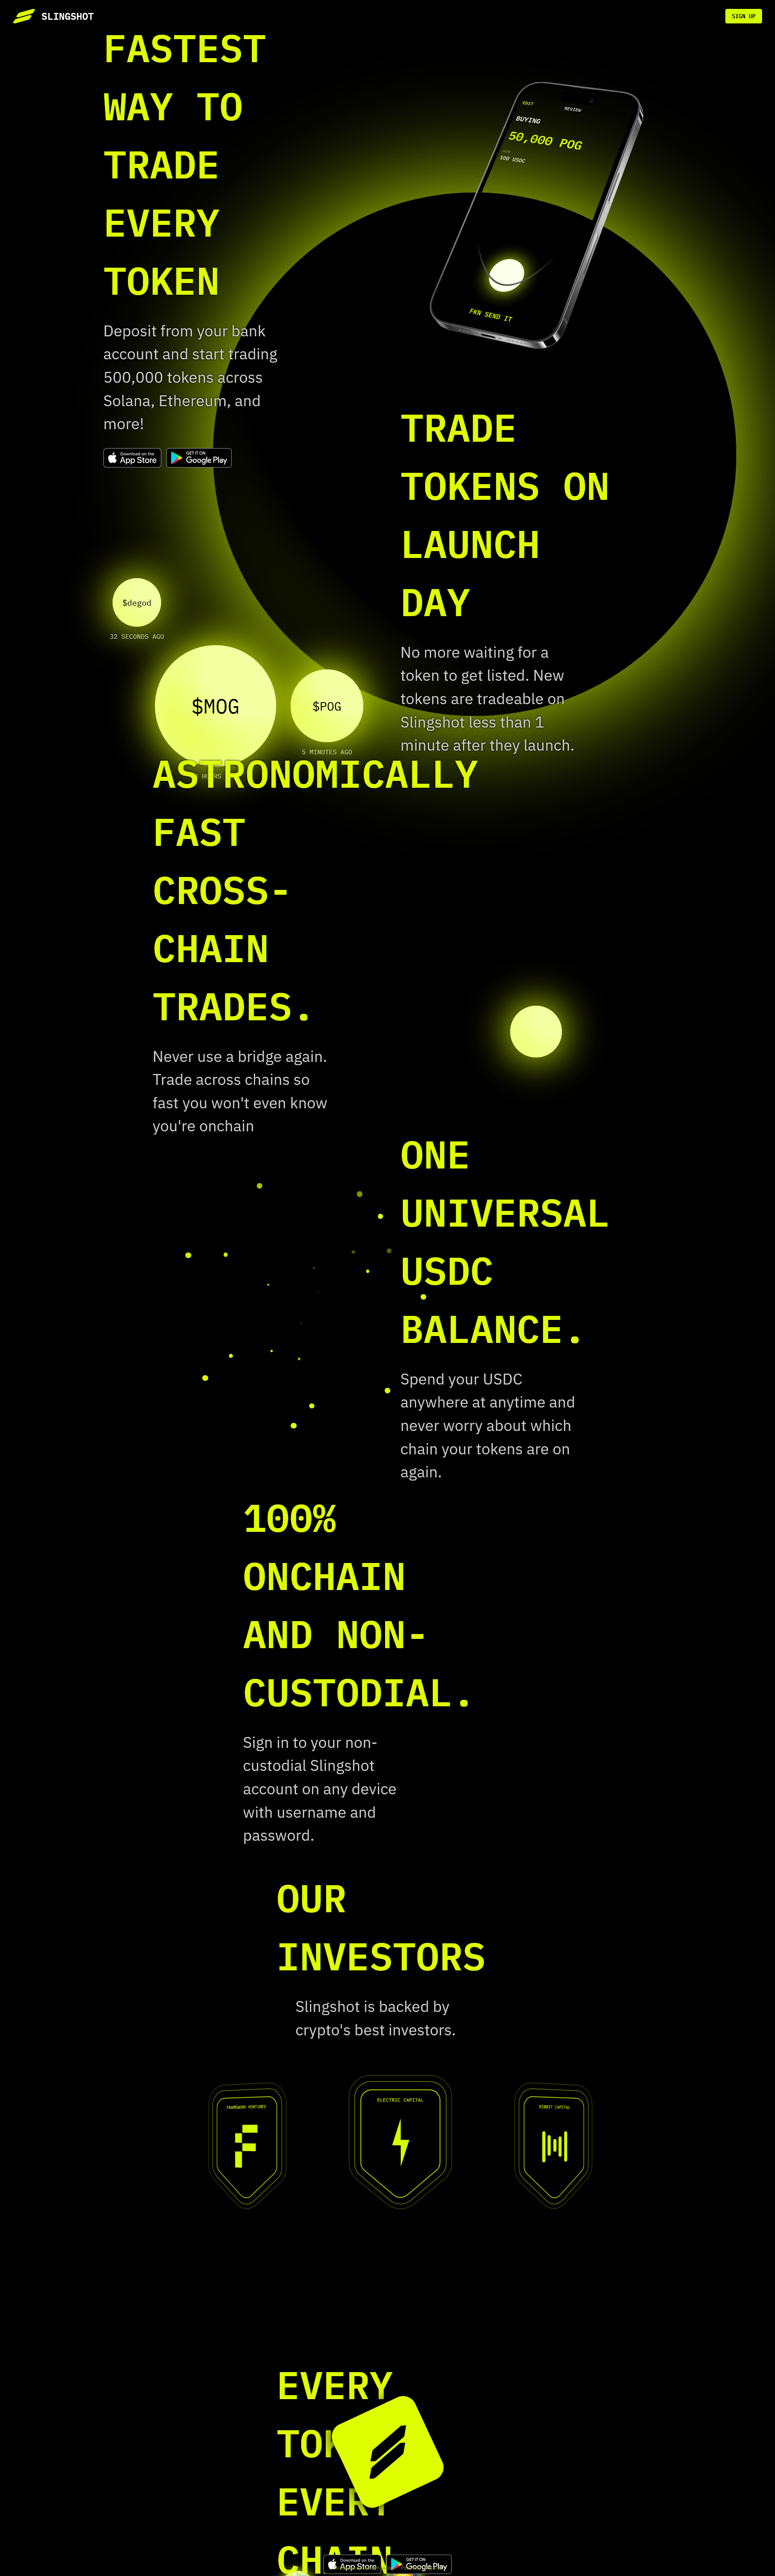 SLINGSHOT
SIGN UP
FASTEST
WAY TO
TRADE
EVERY
TOKEN
Deposit from your bank
account and start trading
500,000 tokens across
Solana, Ethereum, and
more!
Download on the
App Store
GET IT ON
Google Play
EDIT
REVIEW
BUYING
50,000 POG
100 USDC
FKN SEND IT
TRADE
TOKENS ON
LAUNCH
DAY
No more waiting for a
token to get listed. New
tokens are tradeable on
Slingshot less than 1
minute after they launch.
$degod
32 SECONDS AGO
$MOG
$POG
5 MINUTES AGO
HOURS
ASTRONOMICALLY
FAST
CROSS-
CHAIN
TRADES.
Never use a bridge again.
Trade across chains so
fast you won't even know
you're onchain
ONE
UNIVERSAL
USDC
BALANCE.
Spend your USDC
anywhere at anytime and
never worry about which
chain your tokens are on
again.
100%
ONCHAIN
AND NON-
CUSTODIAL.
Sign in to your non-
custodial Slingshot
account on any device
with username and
password.
OUR
INVESTORS
Slingshot is backed by
crypto's best investors.
FRAMEWORK VENTURES
ELECTRIC CAPITAL
RIBBIT CAPITAL
EVERY
EVERY
CHAIN
Download on the
App Store
GET IT ON
Google Play